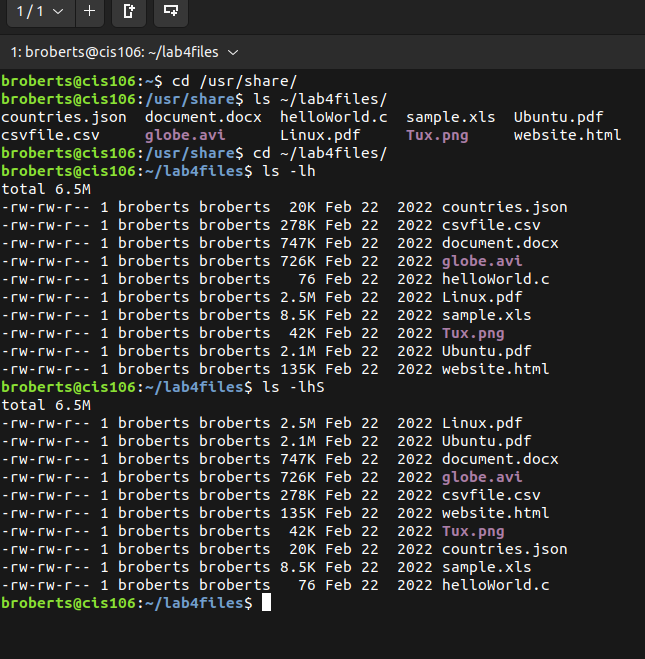 1 / 1
1: broberts@cis106: ~/lab4files
broberts@cis106:~$ cd /usr/share/
broberts@cis106:/usr/share$ ls ~/lab4files/
countries.json  document.docx  helloWorld.c  sample.xls  Ubuntu.pdf
csvfile.csv     globe.avi      Linux.pdf     Tux.png     website.html
broberts@cis106:/usr/share$ cd ~/lab4files/
broberts@cis106:~/lab4files$ ls -lh
total 6.5M
-rw-rw-r-- 1 broberts broberts  20K Feb 22  2022 countries.json
-rw-rw-r-- 1 broberts broberts 278K Feb 22  2022 csvfile.csv
-rw-rw-r-- 1 broberts broberts 747K Feb 22  2022 document.docx
-rw-rw-r-- 1 broberts broberts 726K Feb 22  2022 globe.avi
-rw-rw-r-- 1 broberts broberts   76 Feb 22  2022 helloWorld.c
-rw-rw-r-- 1 broberts broberts 2.5M Feb 22  2022 Linux.pdf
-rw-rw-r-- 1 broberts broberts 8.5K Feb 22  2022 sample.xls
-rw-rw-r-- 1 broberts broberts  42K Feb 22  2022 Tux.png
-rw-rw-r-- 1 broberts broberts 2.1M Feb 22  2022 Ubuntu.pdf
-rw-rw-r-- 1 broberts broberts 135K Feb 22  2022 website.html
broberts@cis106:~/lab4files$ ls -lhS
total 6.5M
-rw-rw-r-- 1 broberts broberts 2.5M Feb 22  2022 Linux.pdf
-rw-rw-r-- 1 broberts broberts 2.1M Feb 22  2022 Ubuntu.pdf
-rw-rw-r-- 1 broberts broberts 747K Feb 22  2022 document.docx
-rw-rw-r-- 1 broberts broberts 726K Feb 22  2022 globe.avi
-rw-rw-r-- 1 broberts broberts 278K Feb 22  2022 csvfile.csv
-rw-rw-r-- 1 broberts broberts 135K Feb 22  2022 website.html
-rw-rw-r-- 1 broberts broberts  42K Feb 22  2022 Tux.png
-rw-rw-r-- 1 broberts broberts  20K Feb 22  2022 countries.json
-rw-rw-r-- 1 broberts broberts 8.5K Feb 22  2022 sample.xls
-rw-rw-r-- 1 broberts broberts   76 Feb 22  2022 helloWorld.c
broberts@cis106:~/lab4files$